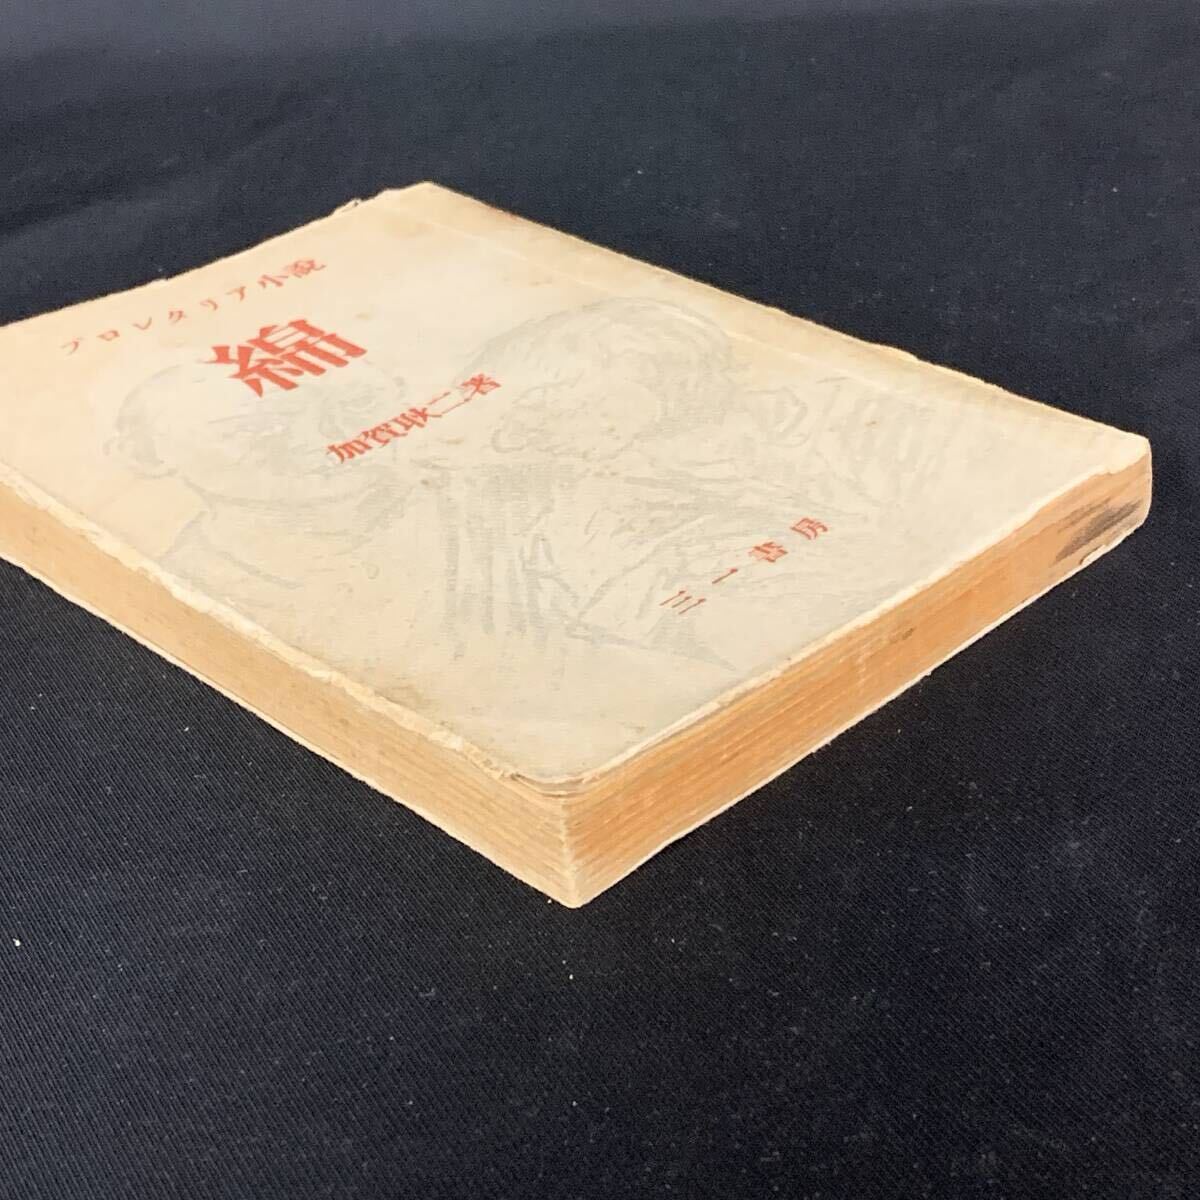 プロレタリア小説
綿
加賀耿二著
三一書房